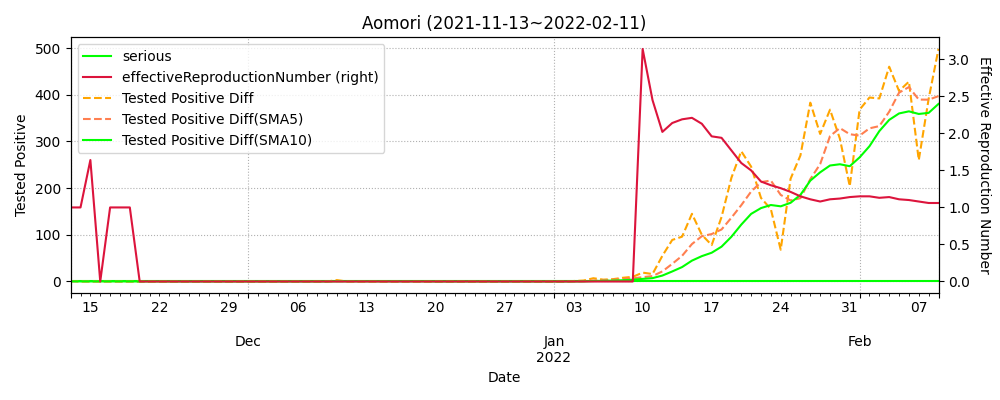 Aomori (2021-11-13~2022-02-11)
serious
effectiveReproductionNumber (right)
Tested Positive Diff
Tested Positive Diff(SMA5)
Tested Positive Diff(SMA10)
Tested Positive
500
400
300
200
100
0
Effective Reproduction Number
3.0
2.5
2.0
1.5
1.0
0.5
0.0
15 22 29 06 13 20 27 03 10 17 24 31 07
Dec Jan Feb
2022
Date